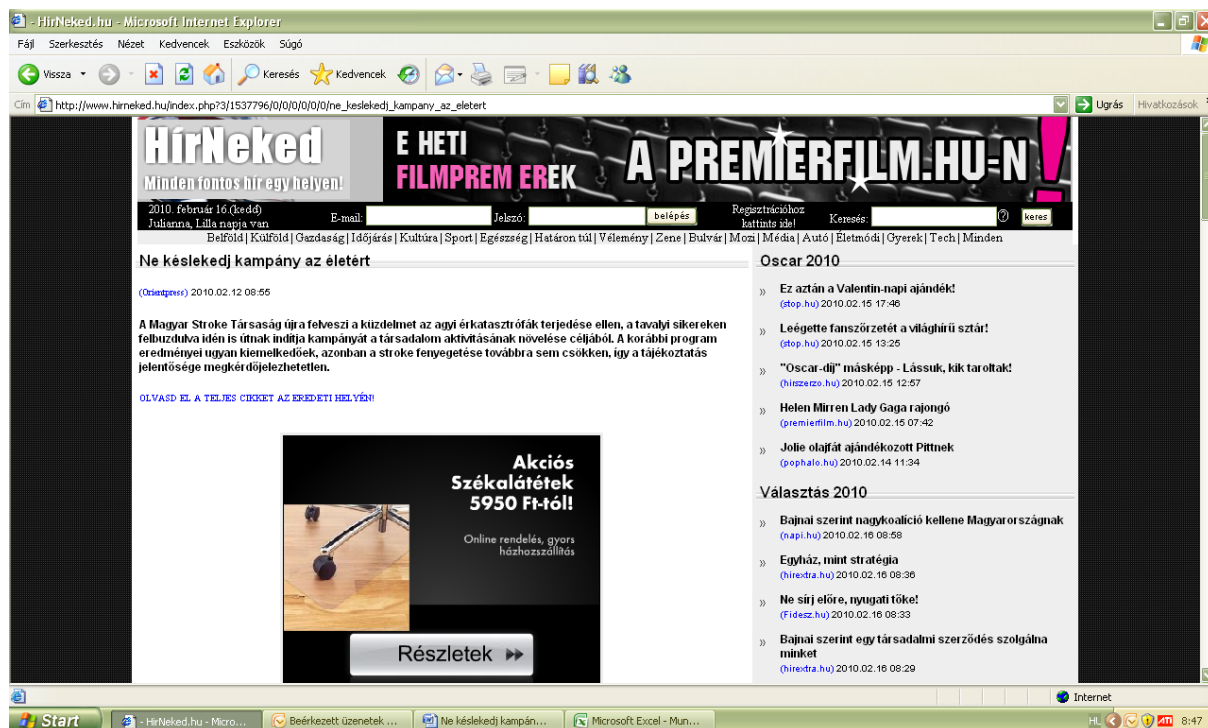 - HirNeked.hu - Microsoft Internet Explorer
Fájl Szerkesztés Nézet Kedvencek Eszközök Súgó
Vissza Keresés Kedvencek
Cím http://www.hirneked.hu/index.php?3/1537796/0/0/0/0/0/0/ne_keslekedj_kampany_az_eletert Ugrás Hivatkozások
HírNeked
Minden fontos hír egy helyen!
E HETI
FILMPREM EREK
A PREMIERFILM.HU-N!
2010. február 16.(kedd)
Julianna, Lilla napja van
E-mail: Jelszó: belépés
Regisztrációhoz
kattints ide!
Keresés: keres
Belföld | Külföld | Gazdaság | Időjárás | Kultúra | Sport | Egészség | Határon túl | Vélemény | Zene | Bulvár | Mozi | Média | Autó | Életmódi | Gyerek | Tech | Minden
Ne késlekedj kampány az életért
(Orientpress) 2010.02.12 08:55
A Magyar Stroke Társaság újra felveszi a küzdelmet az agyi érkatasztrófák terjedése ellen, a tavalyi sikereken
felbuzdulva idén is útnak indítja kampányát a társadalom aktivitásának növelése céljából. A korábbi program
eredményei ugyan kiemelkedőek, azonban a stroke fenyegetése továbbra sem csökken, így a tájékoztatás
jelentősége megkérdőjelezhetetlen.
OLVASD EL A TELJES CIKKET AZ EREDETI HELYÉN!
Akciós
Székalátétek
5950 Ft-tól!
Online rendelés, gyors
házhozszállítás
Részletek
Oscar 2010
Ez aztán a Valentin-napi ajándék!
(stop.hu) 2010.02.15 17:46
Leégette fanszőrzetét a világhírű sztár!
(stop.hu) 2010.02.15 13:25
"Oscar-díj" másképp - Lássuk, kik taroltak!
(hirszerzo.hu) 2010.02.15 12:57
Helen Mirren Lady Gaga rajongó
(premierfilm.hu) 2010.02.15 07:42
Jolie olajfát ajándékozott Pittnek
(pophalo.hu) 2010.02.14 11:34
Választás 2010
Bajnai szerint nagykoalíció kellene Magyarországnak
(napi.hu) 2010.02.16 08:58
Egyház, mint stratégia
(hirextra.hu) 2010.02.16 08:36
Ne sírj előre, nyugati tőke!
(Fidesz.hu) 2010.02.16 08:33
Bajnai szerint egy társadalmi szerződés szolgálna
minket
(hirextra.hu) 2010.02.16 08:29
Internet
Start - HirNeked.hu - Micro... Beérkezett üzenetek ... Ne késlekedj kampán... Microsoft Excel - Mun... HU ATI 8:47